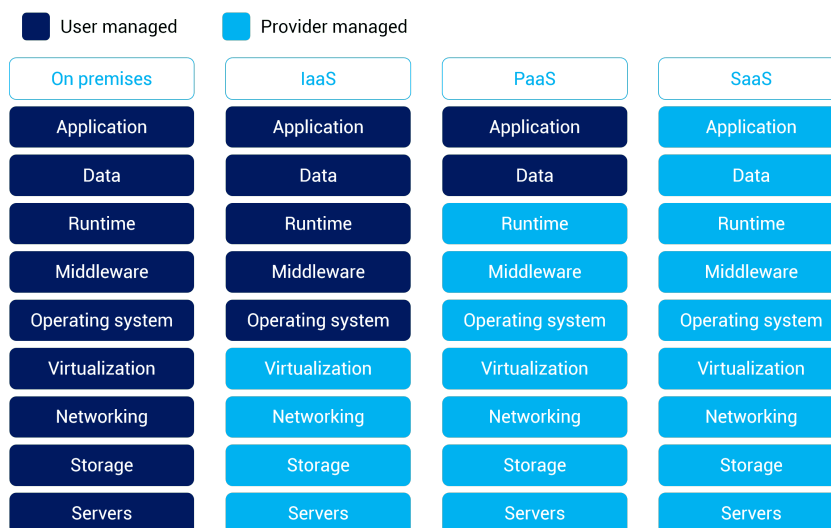 User managed Provider managed
On premises IaaS PaaS SaaS
Application Application Application Application
Data Data Data Data
Runtime Runtime Runtime Runtime
Middleware Middleware Middleware Middleware
Operating system Operating system Operating system Operating system
Virtualization Virtualization Virtualization Virtualization
Networking Networking Networking Networking
Storage Storage Storage Storage
Servers Servers Servers Servers